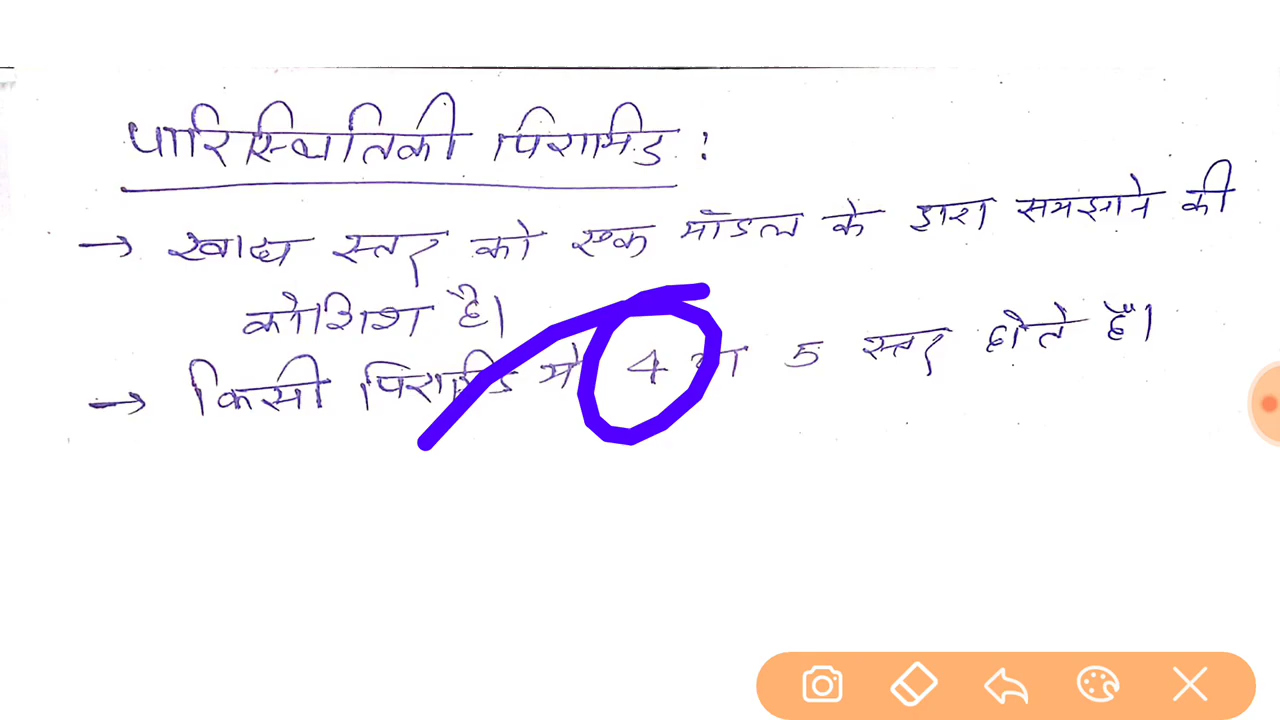 पारिस्थितिकी पिरामिड :
→ खाद्य स्तर को एक मॉडल के द्वारा समझाने की
कोशिश है।
→ किसी पिरामिड में 4 या 5 स्तर होते हैं।